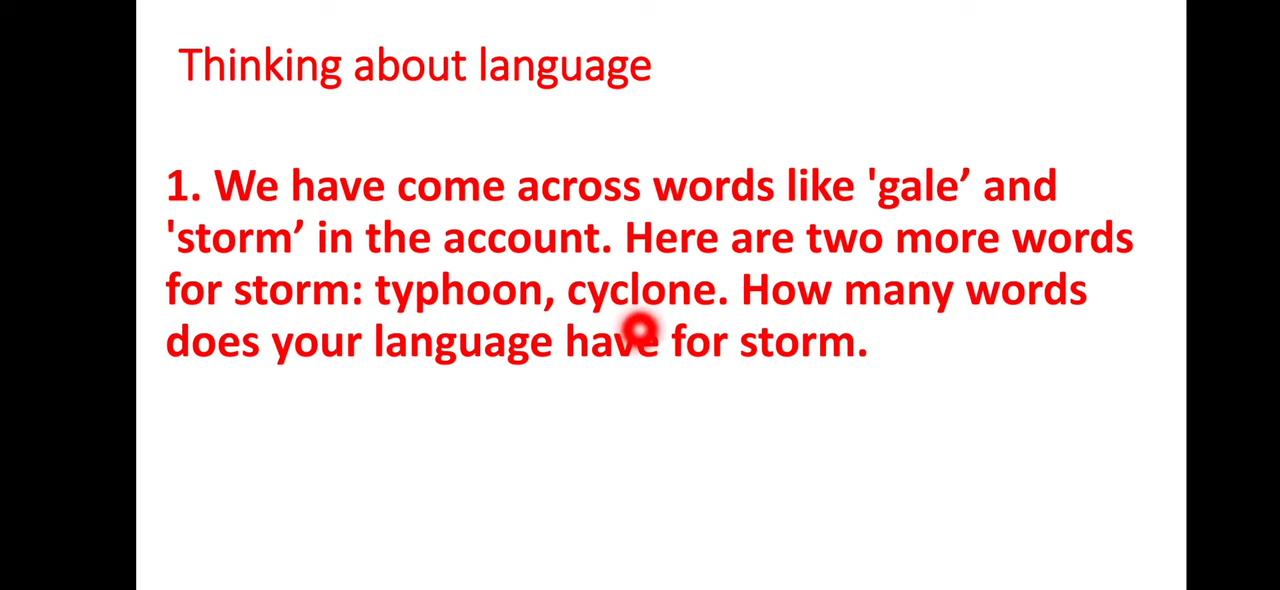 Thinking about language
1. We have come across words like 'gale’ and
'storm’ in the account. Here are two more words
for storm: typhoon, cyclone. How many words
does your language have for storm.